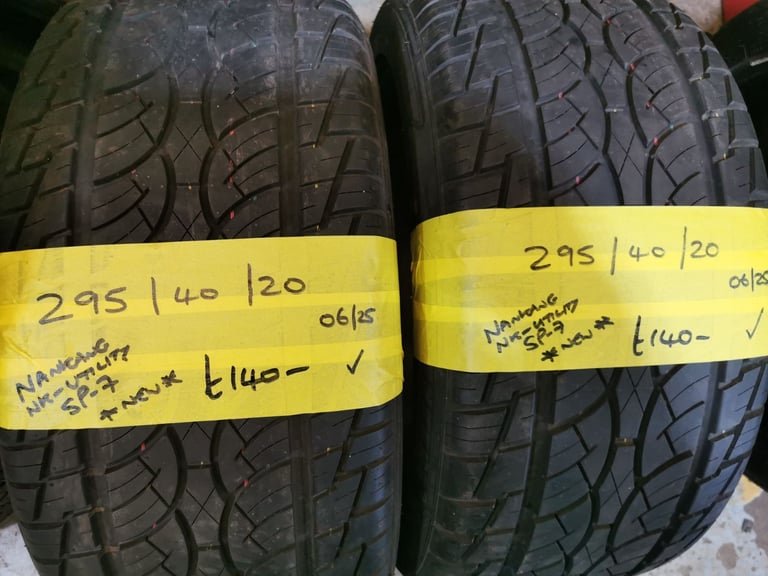 295/40/20
06/25
NANKANG
NK-UTILITY
SP-7
*NEW*
£140-
✓
295/40/20
06/25
NANKANG
NK-UTILITY
SP-7
*NEW*
£140-
✓